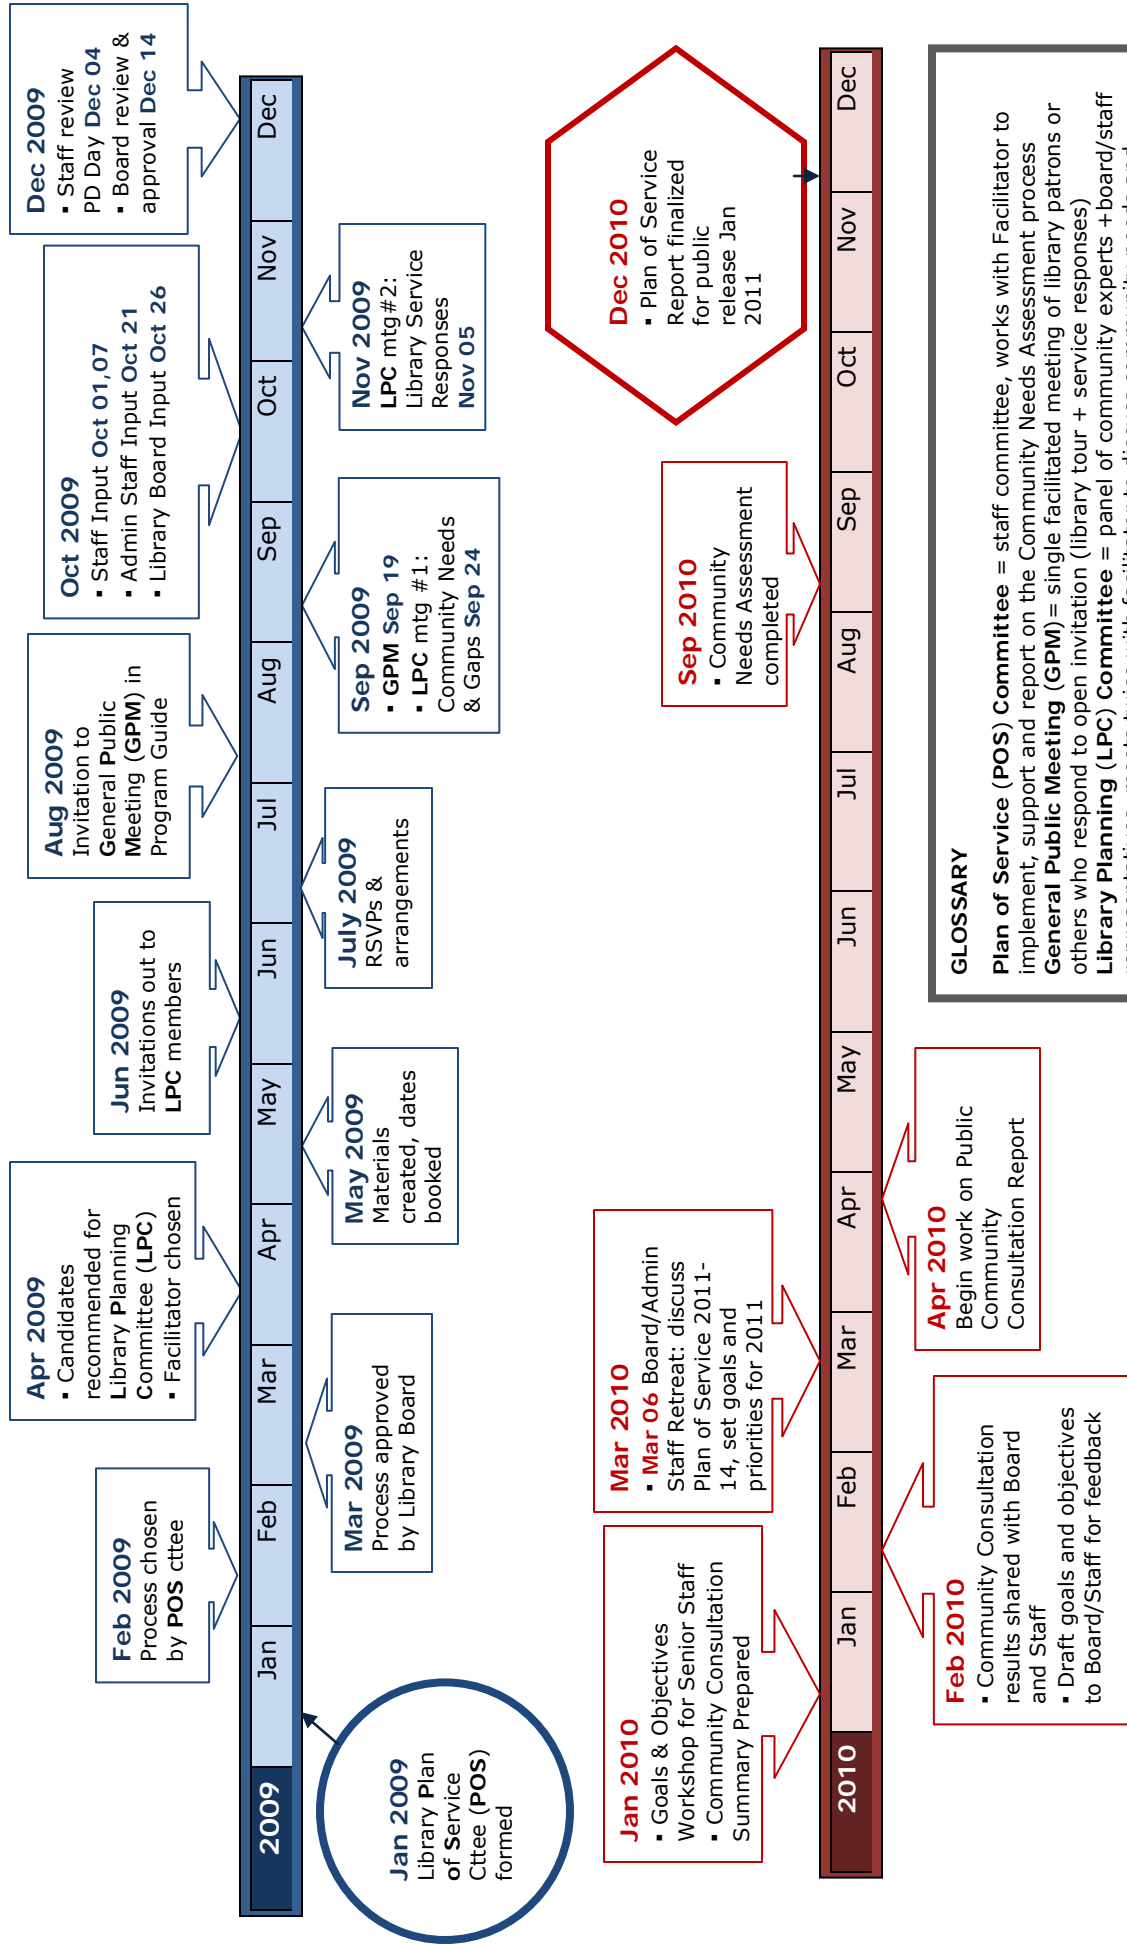 Jan 2009
Library Plan
of Service
Cttee (POS)
formed
Feb 2009
Process chosen
by POS cttee
Mar 2009
Process approved
by Library Board
Apr 2009
▪ Candidates
recommended for
Library Planning
Committee (LPC)
▪ Facilitator chosen
May 2009
Materials
created, dates
booked
Jun 2009
Invitations out to
LPC members
July 2009
RSVPs &
arrangements
Aug 2009
Invitation to
General Public
Meeting (GPM) in
Program Guide
Sep 2009
▪ GPM Sep 19
▪ LPC mtg #1:
Community Needs
& Gaps Sep 24
Oct 2009
▪ Staff Input Oct 01,07
▪ Admin Staff Input Oct 21
▪ Library Board Input Oct 26
Nov 2009
LPC mtg#2:
Library Service
Responses
Nov 05
Dec 2009
▪ Staff review
PD Day Dec 04
▪ Board review &
approval Dec 14
2009 Jan Feb Mar Apr May Jun Jul Aug Sep Oct Nov Dec
Jan 2010
▪ Goals & Objectives
Workshop for Senior Staff
▪ Community Consultation
Summary Prepared
Mar 2010
▪ Mar 06 Board/Admin
Staff Retreat: discuss
Plan of Service 2011-
14, set goals and
priorities for 2011
Sep 2010
▪ Community
Needs Assessment
completed
Dec 2010
▪ Plan of Service
Report finalized
for public
release Jan
2011
2010 Jan Feb Mar Apr May Jun Jul Aug Sep Oct Nov Dec
Feb 2010
▪ Community Consultation
results shared with Board
and Staff
▪ Draft goals and objectives
to Board/Staff for feedback
Apr 2010
Begin work on Public
Community
Consultation Report
GLOSSARY
Plan of Service (POS) Committee = staff committee, works with Facilitator to
implement, support and report on the Community Needs Assessment process
General Public Meeting (GPM)= single facilitated meeting of library patrons or
others who respond to open invitation (library tour + service responses)
Library Planning (LPC) Committee = panel of community experts +board/staff